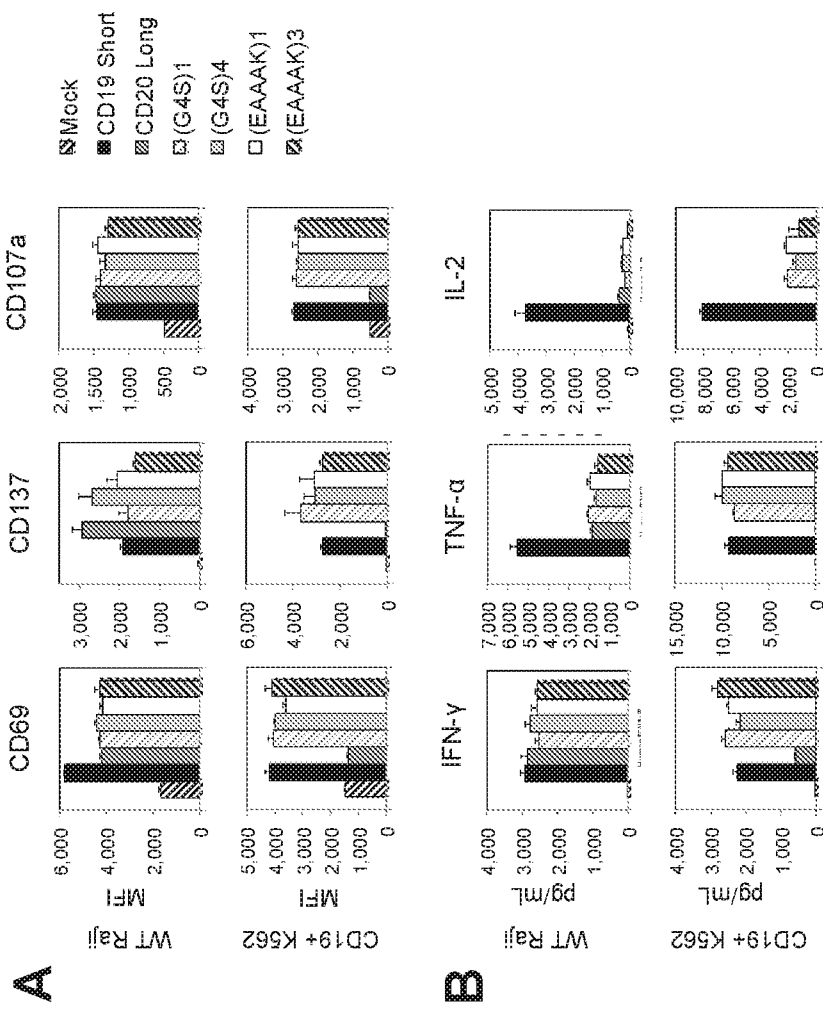 A
CD69
CD137
CD107a
WT Raji
MFI
6,000
4,000
2,000
0
3,000
2,000
1,000
0
2,000
1,500
1,000
500
0
CD19+ K562
MFI
5,000
4,000
3,000
2,000
1,000
0
6,000
4,000
2,000
0
4,000
3,000
2,000
1,000
0
Mock
CD19 Short
CD20 Long
(G4S)1
(G4S)4
(EAAAK)1
(EAAAK)3
B
IFN-γ
TNF-α
IL-2
WT Raji
pg/mL
4,000
3,000
2,000
1,000
0
7,000
6,000
5,000
4,000
3,000
2,000
1,000
0
5,000
4,000
3,000
2,000
1,000
0
CD19+ K562
pg/mL
4,000
3,000
2,000
1,000
0
15,000
10,000
5,000
0
10,000
8,000
6,000
4,000
2,000
0